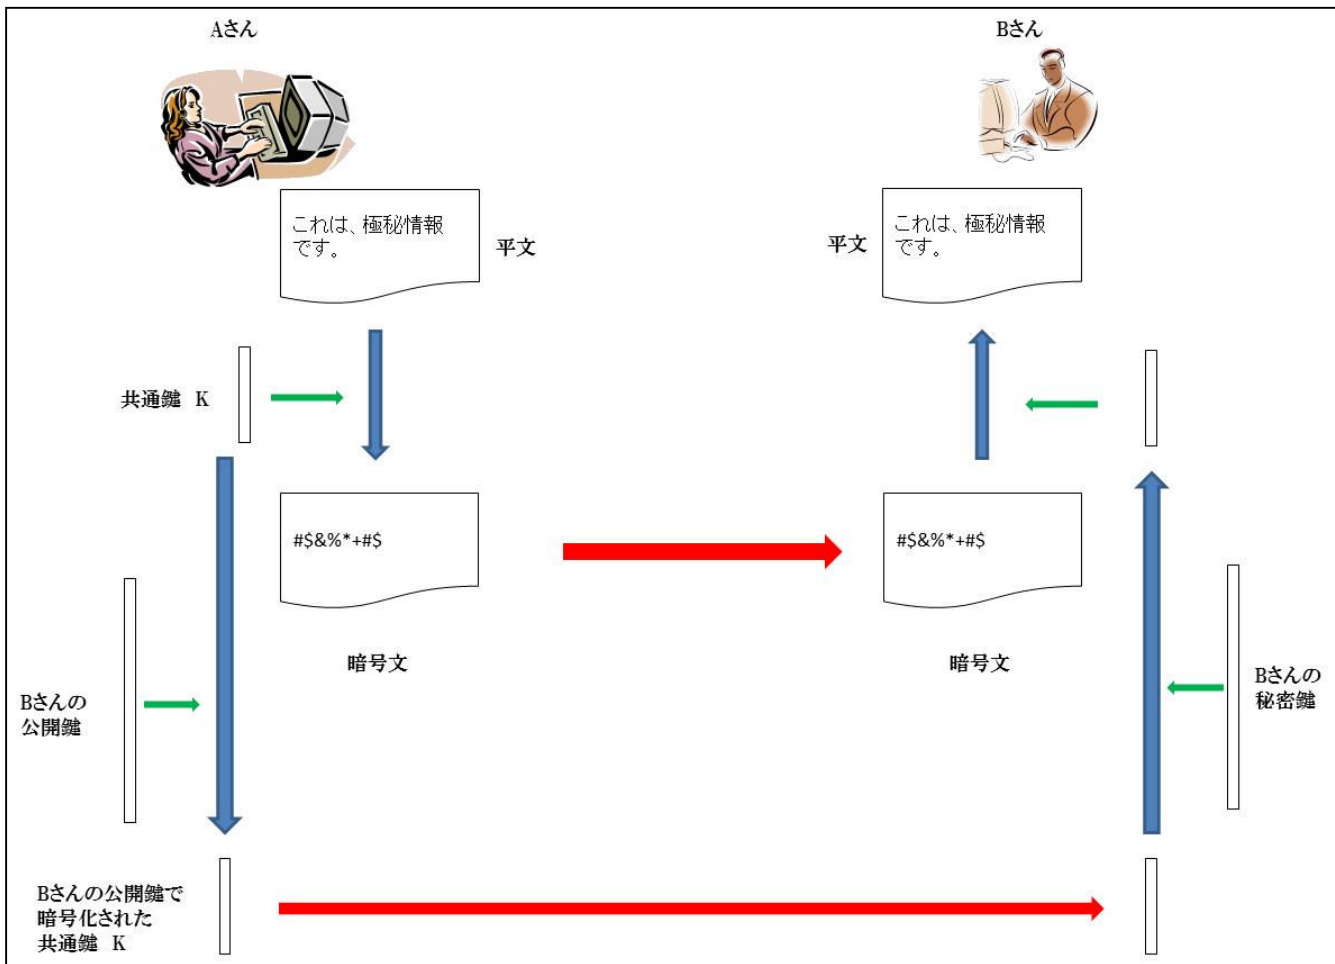 Aさん
Bさん
これは、極秘情報
です。
平文
平文
これは、極秘情報
です。
共通鍵 K
#$&%*+#$
#$&%*+#$
暗号文
暗号文
Bさんの
公開鍵
Bさんの
秘密鍵
Bさんの公開鍵で
暗号化された
共通鍵 K